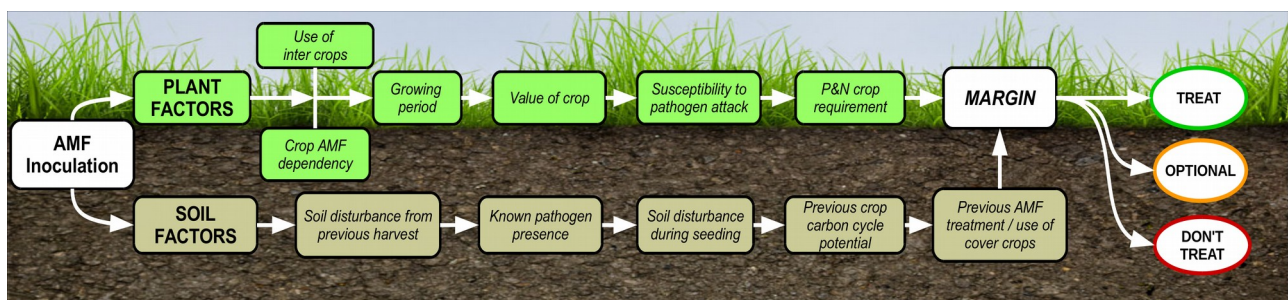 AMF
Inoculation
PLANT
FACTORS
Use of
inter crops
Crop AMF
dependency
Growing
period
Value of crop
Susceptibility to
pathogen attack
P&N crop
requirement
MARGIN
TREAT
OPTIONAL
DON'T
TREAT
SOIL
FACTORS
Soil disturbance from
previous harvest
Known pathogen
presence
Soil disturbance
during seeding
Previous crop
carbon cycle
potential
Previous AMF
treatment / use of
cover crops